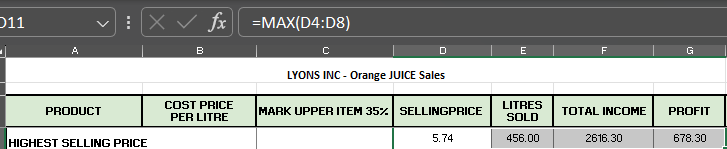 D11 fx =MAX(D4:D8)
A B C D E F G
LYONS INC - Orange JUICE Sales
PRODUCT COST PRICE PER LITRE MARK UPPER ITEM 35% SELLINGPRICE LITRES SOLD TOTAL INCOME PROFIT
HIGHEST SELLING PRICE 5.74 456.00 2616.30 678.30